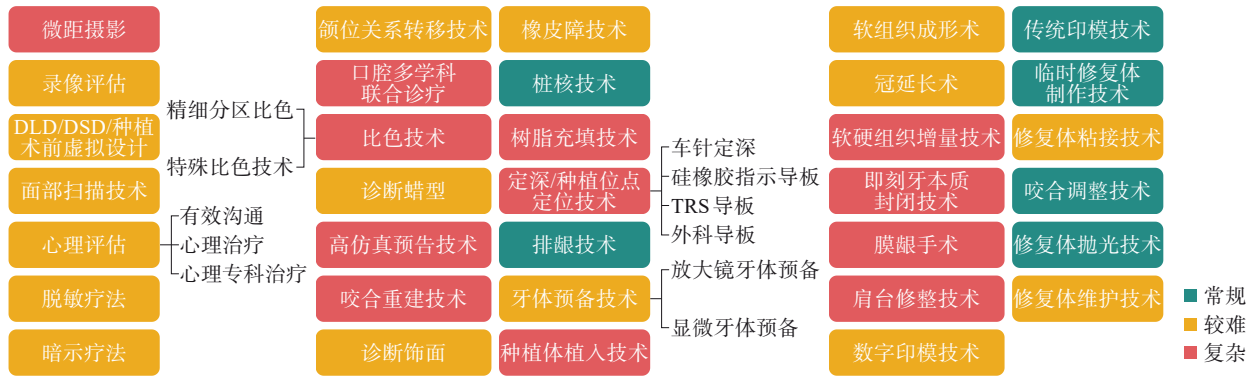 微距摄影
录像评估
DLD/DSD/种植
术前虚拟设计
面部扫描技术
心理评估
脱敏疗法
暗示疗法
精细分区比色
特殊比色技术
有效沟通
心理治疗
心理专科治疗
颌位关系转移技术
口腔多学科
联合诊疗
比色技术
诊断蜡型
高仿真预告技术
咬合重建技术
诊断饰面
橡皮障技术
桩核技术
树脂充填技术
定深/种植位点
定位技术
排龈技术
牙体预备技术
种植体植入技术
车针定深
硅橡胶指示导板
TRS导板
外科导板
放大镜牙体预备
显微牙体预备
软组织成形术
冠延长术
软硬组织增量技术
即刻牙本质
封闭技术
膜龈手术
肩台修整技术
数字印模技术
传统印模技术
临时修复体
制作技术
修复体粘接技术
咬合调整技术
修复体抛光技术
修复体维护技术
常规
较难
复杂